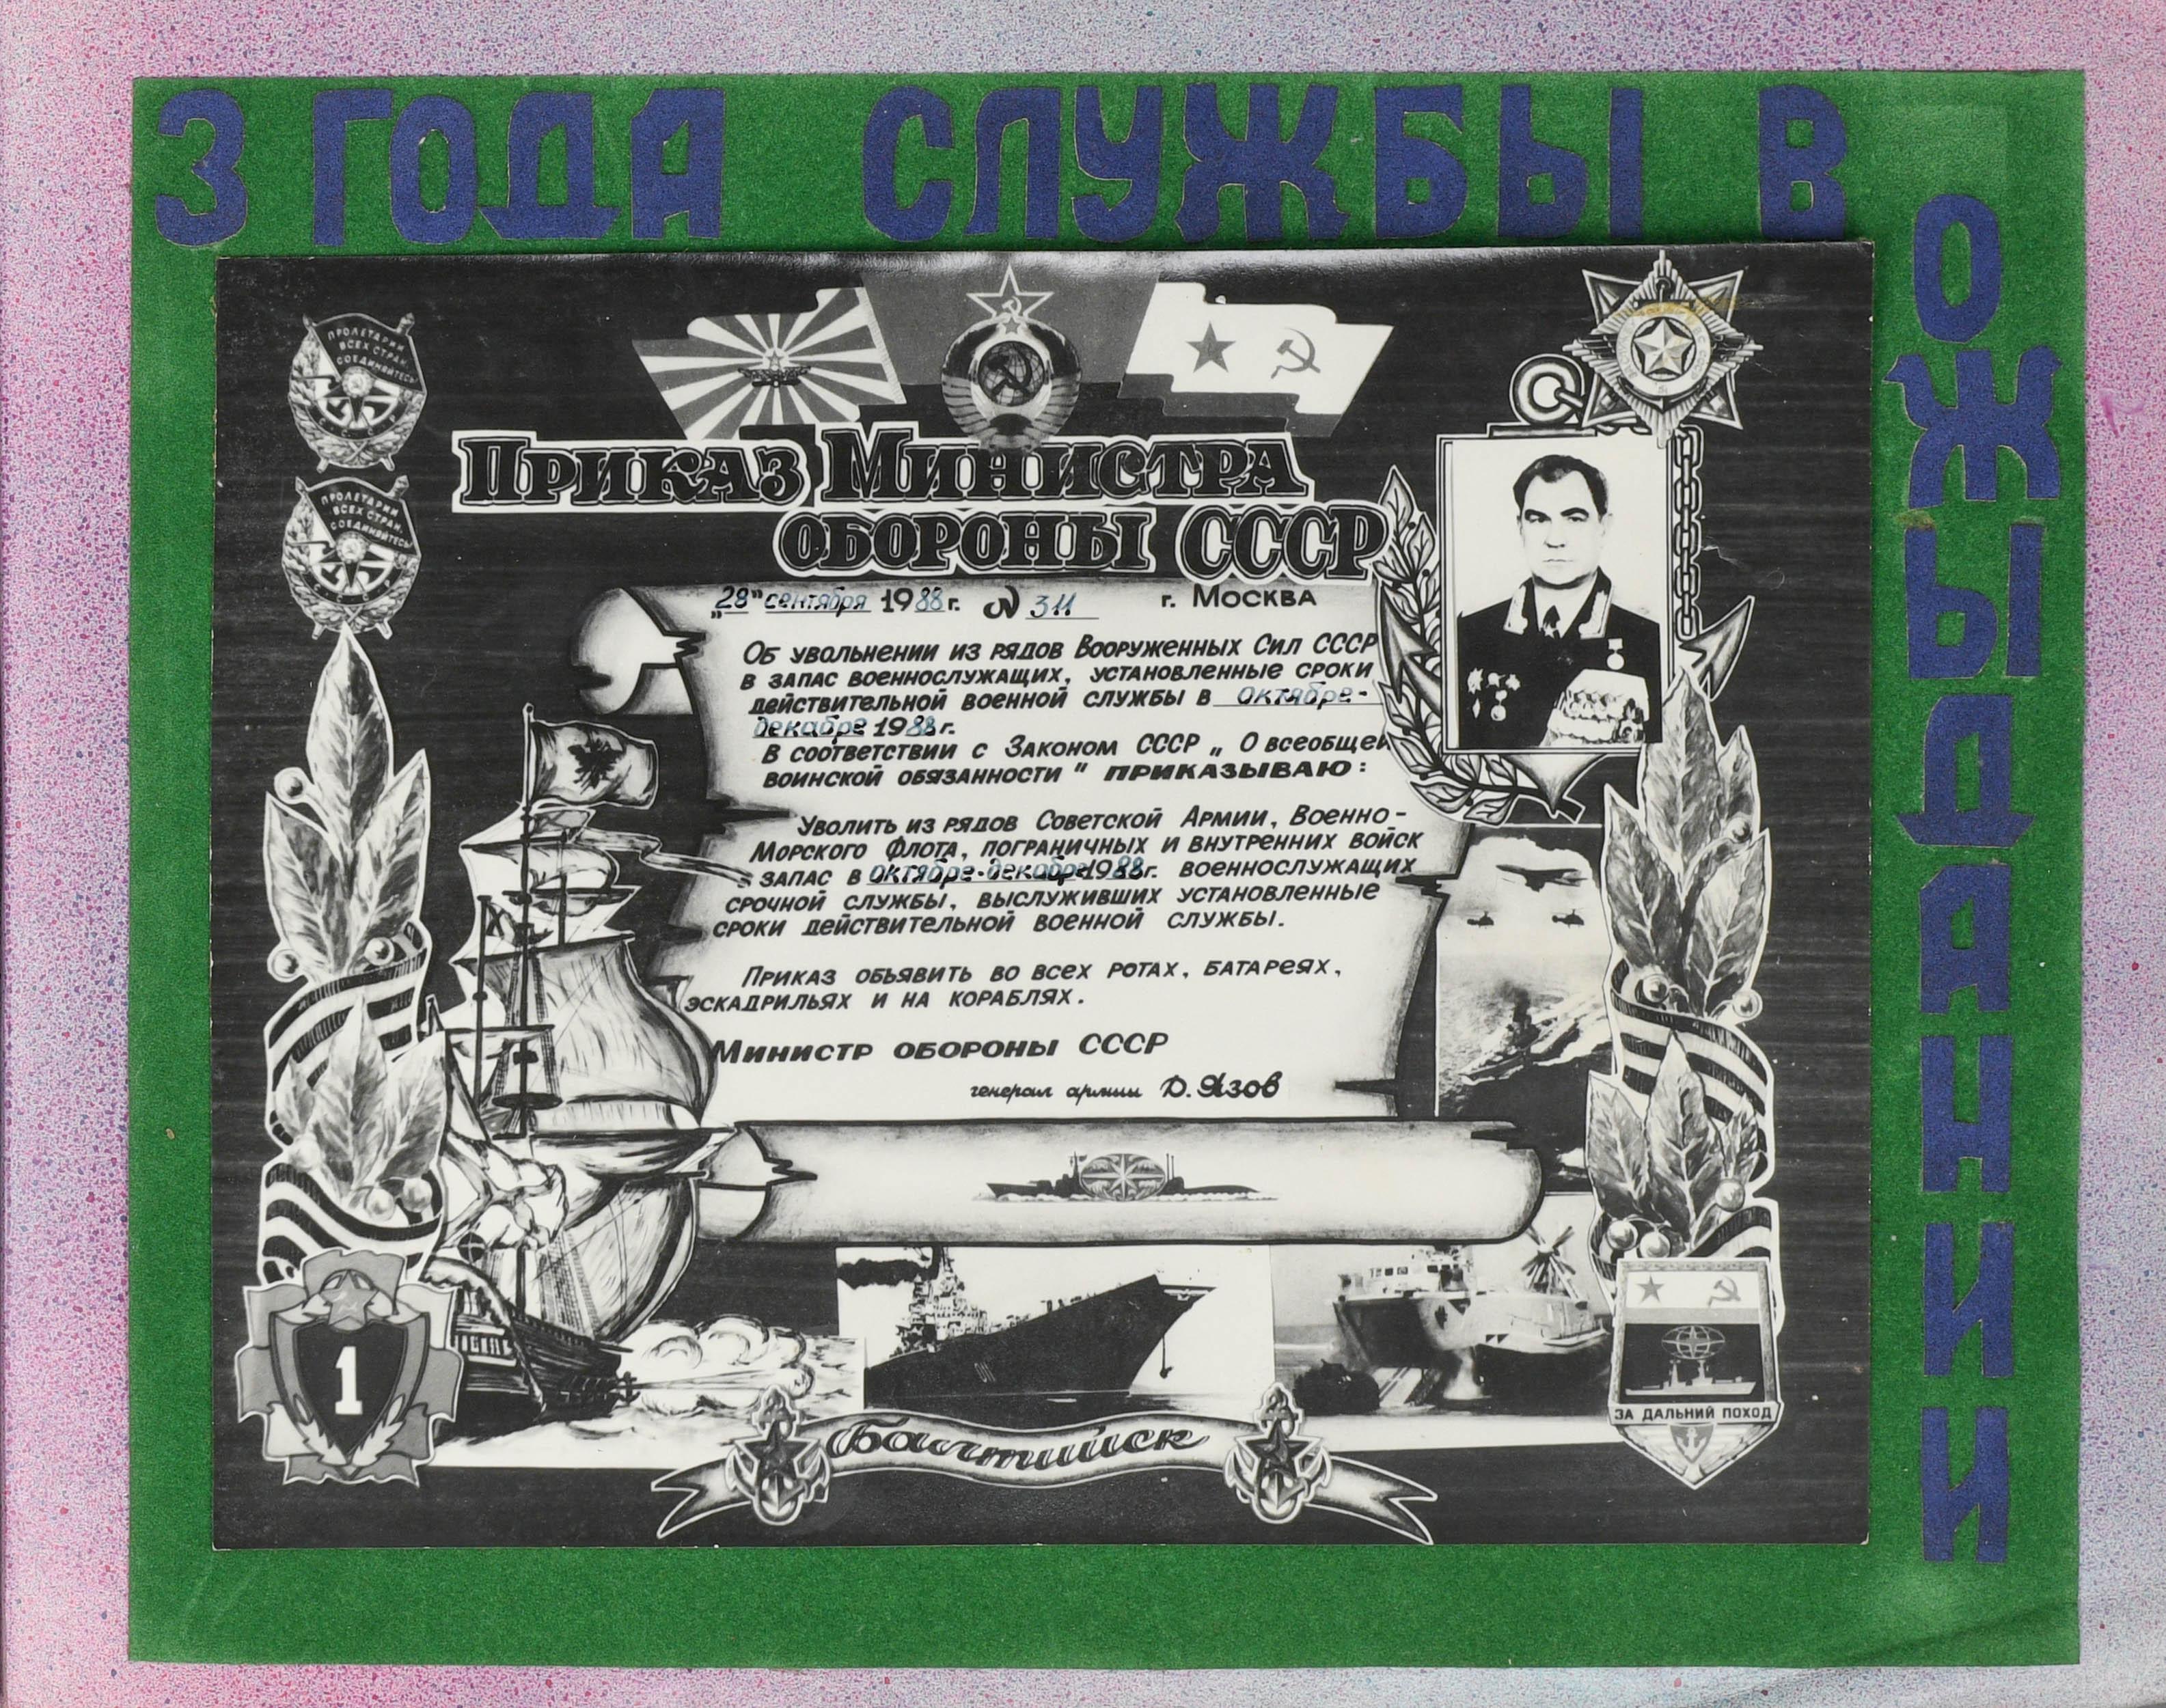 3 ГОДА СЛУЖБЫ В
ОЖЫДАНИИ
ПРОЛЕТАРИИ
ВСЕХ СТРАН,
СОЕДИНЯЙТЕСЬ!
ПРОЛЕТАРИИ
ВСЕХ СТРАН,
СОЕДИНЯЙТЕСЬ!
ПРИКАЗ МИНИСТРА
ОБОРОНЫ СССР
„28" сентября 1988 г. № 311 г. МОСКВА
ОБ УВОЛЬНЕНИИ ИЗ РЯДОВ ВООРУЖЕННЫХ СИЛ СССР
В ЗАПАС ВОЕННОСЛУЖАЩИХ, УСТАНОВЛЕННЫЕ СРОКИ
ДЕЙСТВИТЕЛЬНОЙ ВОЕННОЙ СЛУЖБЫ В октябре-
декабре 1988 г.
В СООТВЕТСТВИИ С ЗАКОНОМ СССР „ О ВСЕОБЩЕЙ
ВОИНСКОЙ ОБЯЗАННОСТИ " ПРИКАЗЫВАЮ:
УВОЛИТЬ ИЗ РЯДОВ СОВЕТСКОЙ АРМИИ, ВОЕННО-
МОРСКОГО ФЛОТА, ПОГРАНИЧНЫХ И ВНУТРЕННИХ ВОЙСК
В ЗАПАС В октябре-декабре 1988 г. ВОЕННОСЛУЖАЩИХ
СРОЧНОЙ СЛУЖБЫ, ВЫСЛУЖИВШИХ УСТАНОВЛЕННЫЕ
СРОКИ ДЕЙСТВИТЕЛЬНОЙ ВОЕННОЙ СЛУЖБЫ.
ПРИКАЗ ОБЬЯВИТЬ ВО ВСЕХ РОТАХ, БАТАРЕЯХ,
ЭСКАДРИЛЬЯХ И НА КОРАБЛЯХ.
МИНИСТР ОБОРОНЫ СССР
генерал армии Д. Язов
1
ЗА ДАЛЬНИЙ ПОХОД
Балтийск